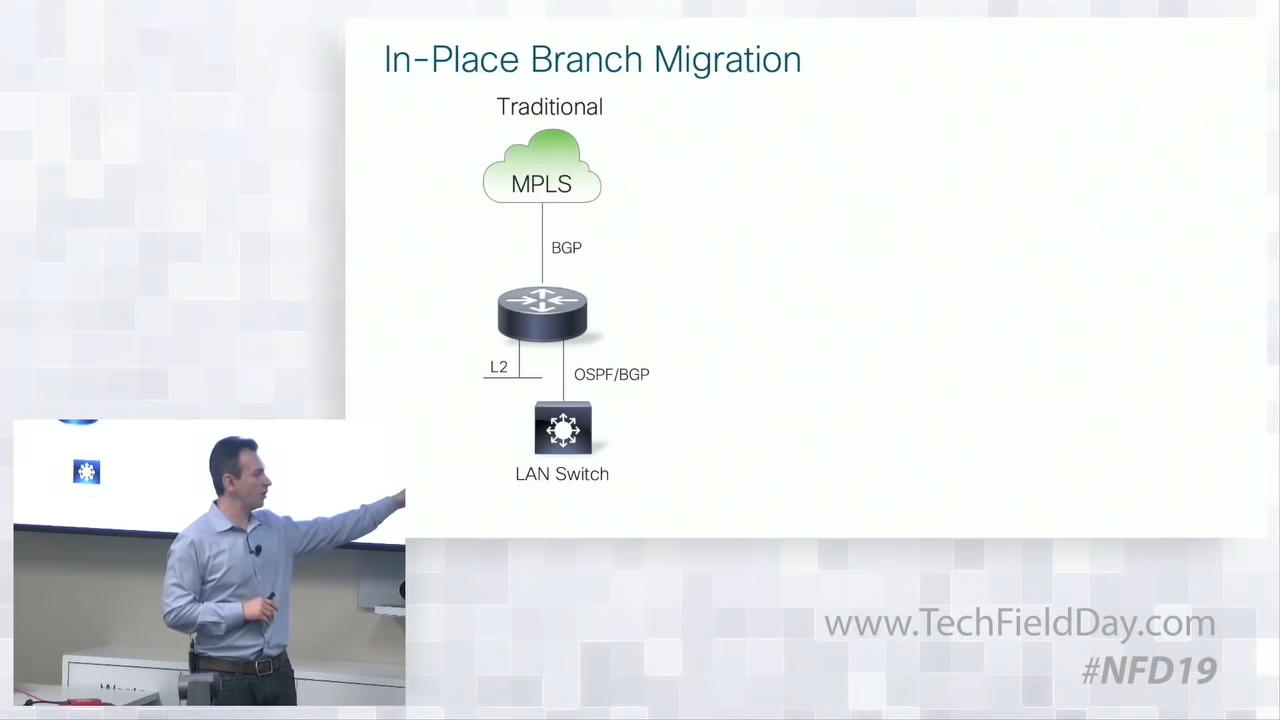 In-Place Branch Migration
Traditional
MPLS
BGP
L2
OSPF/BGP
LAN Switch
www.TechFieldDay.com
#NFD19